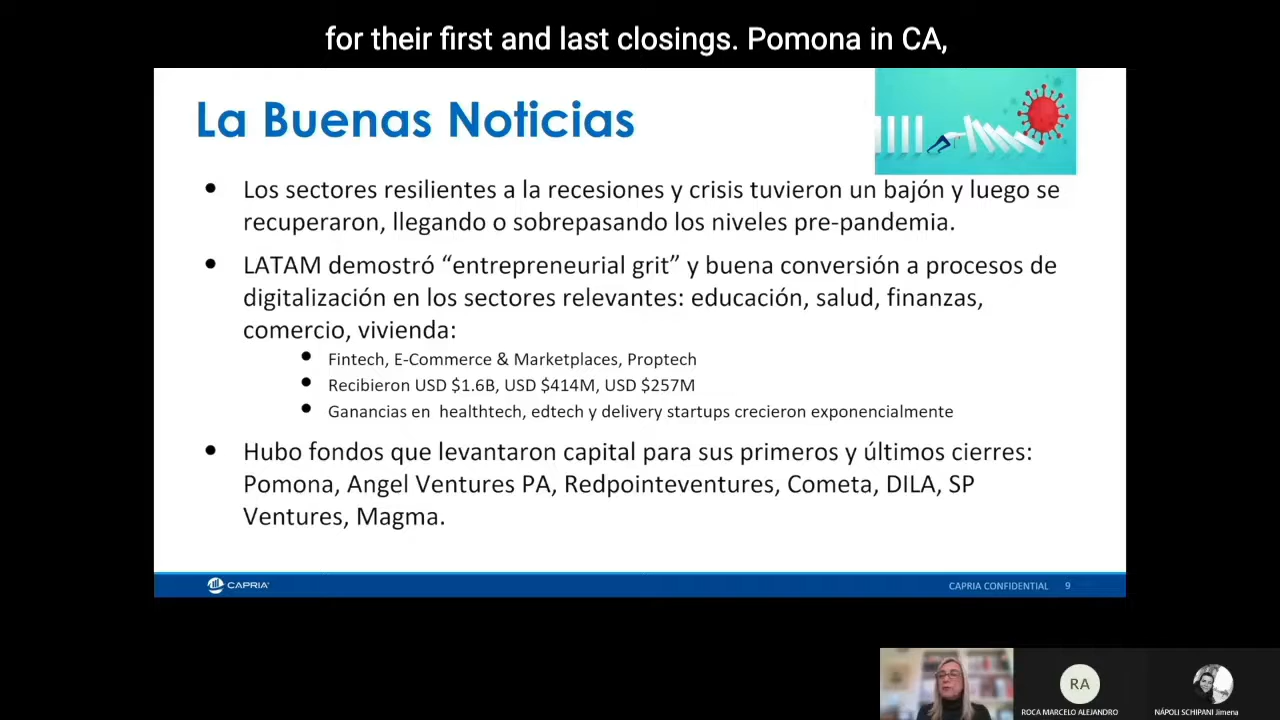 for their first and last closings. Pomona in CA,
La Buenas Noticias
Los sectores resilientes a la recesiones y crisis tuvieron un bajón y luego se
recuperaron, llegando o sobrepasando los niveles pre-pandemia.
LATAM demostró “entrepreneurial grit” y buena conversión a procesos de
digitalización en los sectores relevantes: educación, salud, finanzas,
comercio, vivienda:
Fintech, E-Commerce & Marketplaces, Proptech
Recibieron USD $1.6B, USD $414M, USD $257M
Ganancias en healthtech, edtech y delivery startups crecieron exponencialmente
Hubo fondos que levantaron capital para sus primeros y últimos cierres:
Pomona, Angel Ventures PA, Redpointeventures, Cometa, DILA, SP
Ventures, Magma.
CAPRIA
CAPRIA CONFIDENTIAL 9
RA
ROCA MARCELO ALEJANDRO
NÁPOLI SCHIPANI Jimena